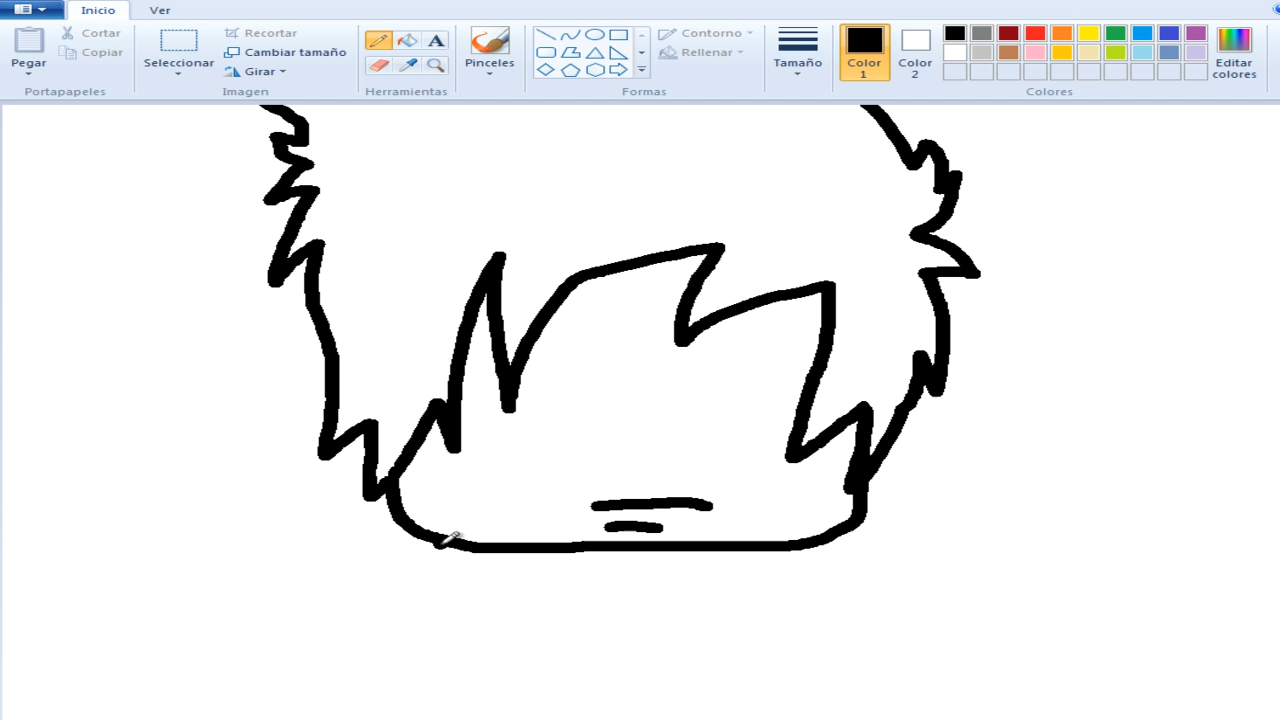 Inicio Ver
Pegar
Cortar
Copiar
Portapapeles
Seleccionar
Recortar
Cambiar tamaño
Girar
Imagen
A
Herramientas
Pinceles
Contorno
Rellenar
Formas
Tamaño
Color
1
Color
2
Editar
colores
Colores